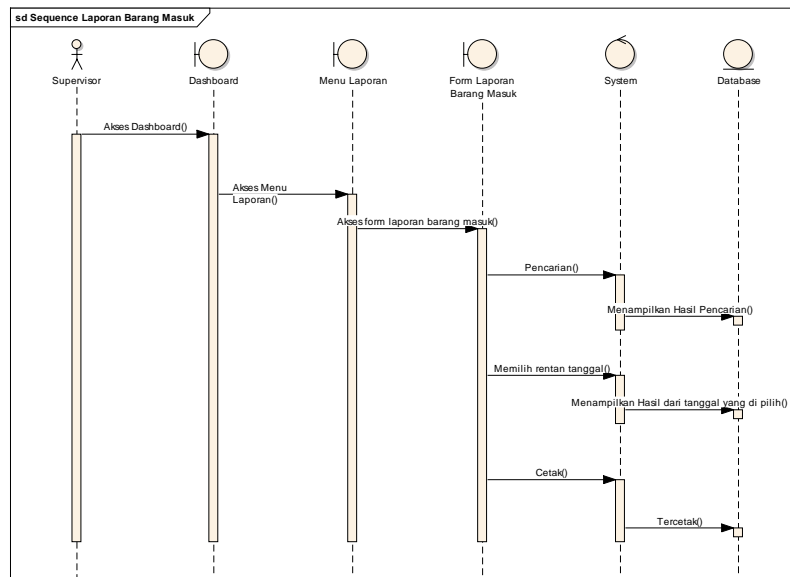 sd Sequence Laporan Barang Masuk
Supervisor
Dashboard
Menu Laporan
Form Laporan
Barang Masuk
System
Database
Akses Dashboard()
Akses Menu
Laporan()
Akses form laporan barang masuk()
Pencarian()
Menampilkan Hasil Pencarian()
Memilih rentan tanggal()
Menampilkan Hasil dari tanggal yang di pilih()
Cetak()
Tercetak()